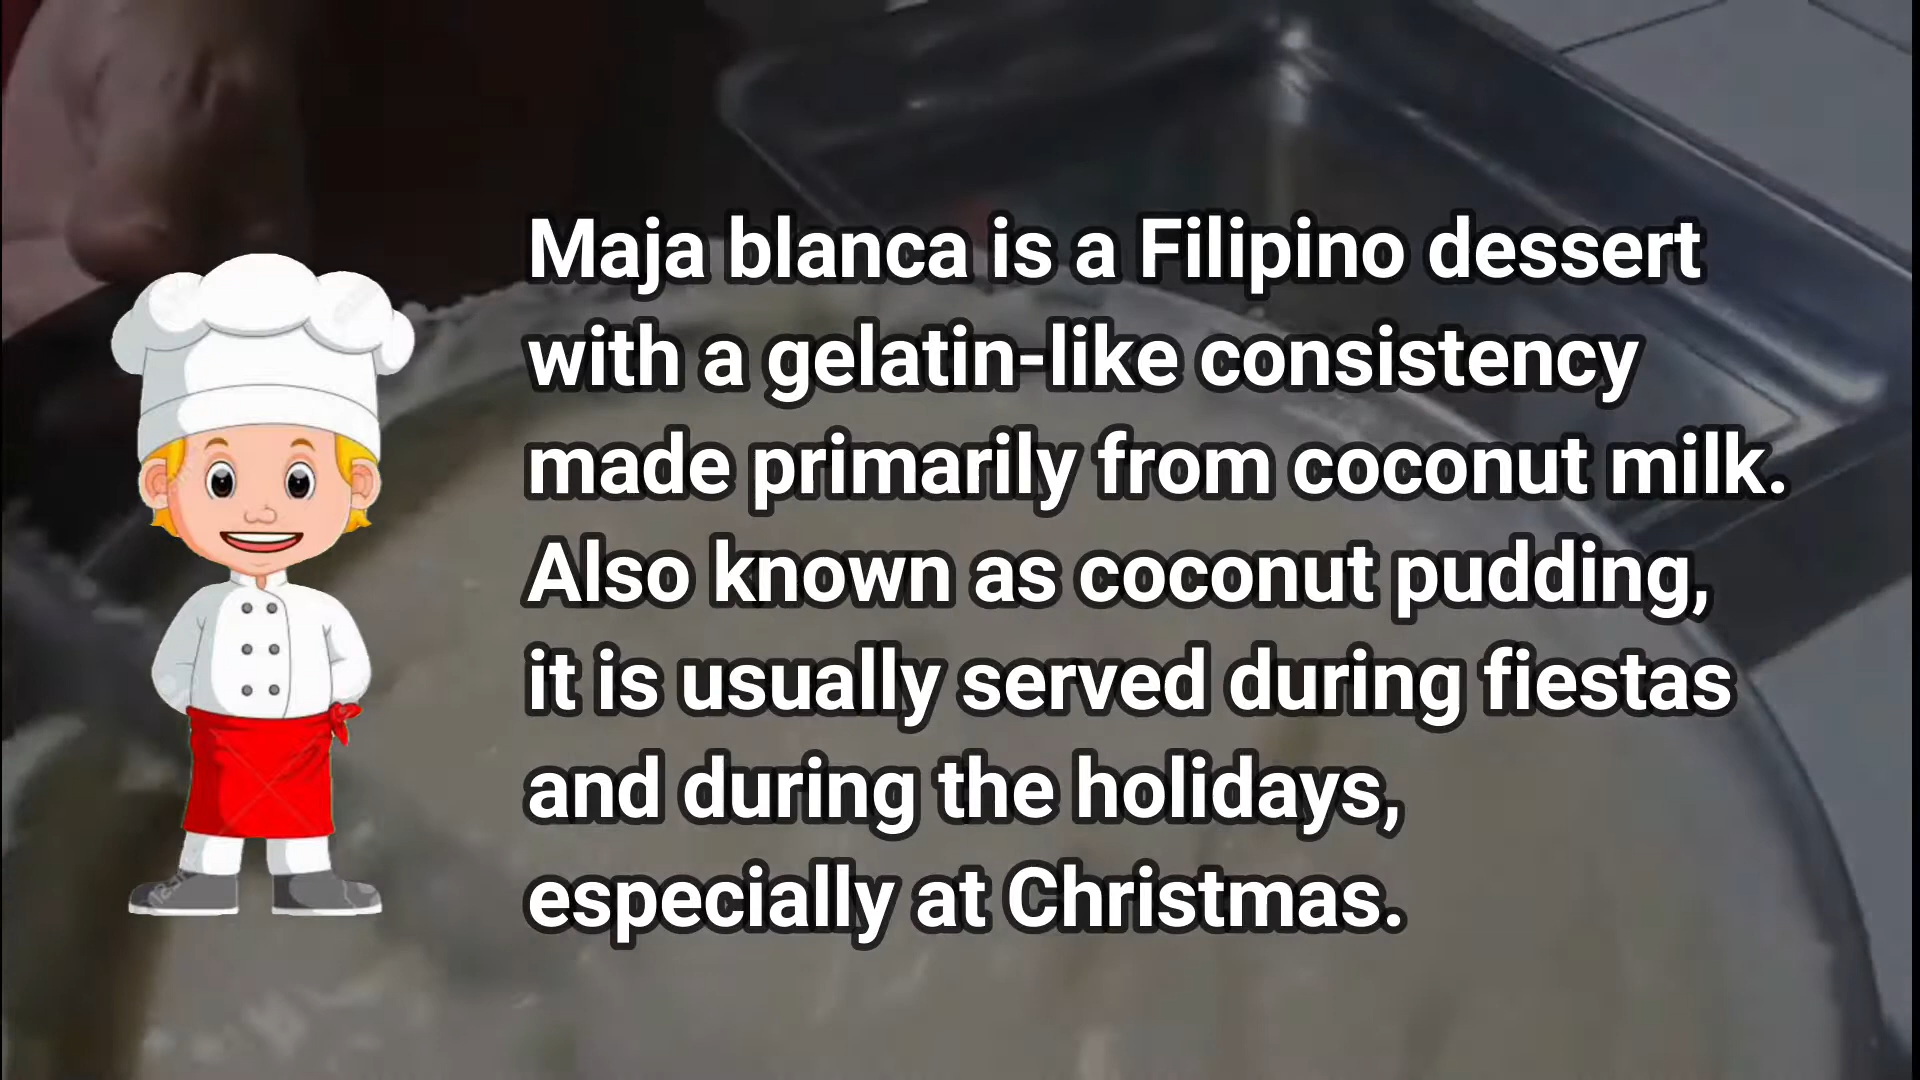 Maja blanca is a Filipino dessert
with a gelatin-like consistency
made primarily from coconut milk.
Also known as coconut pudding,
it is usually served during fiestas
and during the holidays,
especially at Christmas.